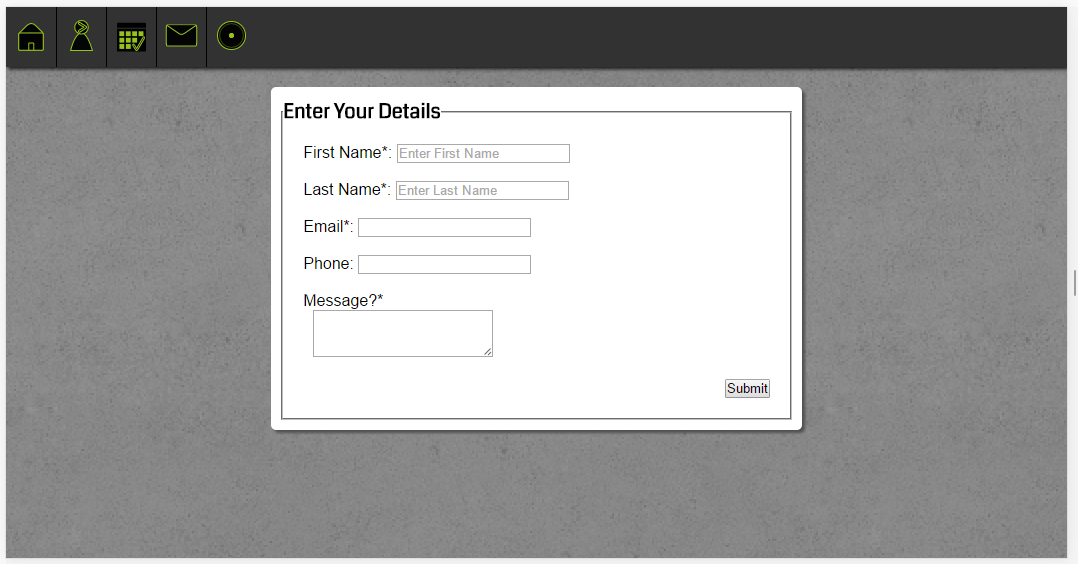 Enter Your Details
First Name*: Enter First Name
Last Name*: Enter Last Name
Email*:
Phone:
Message?*
Submit